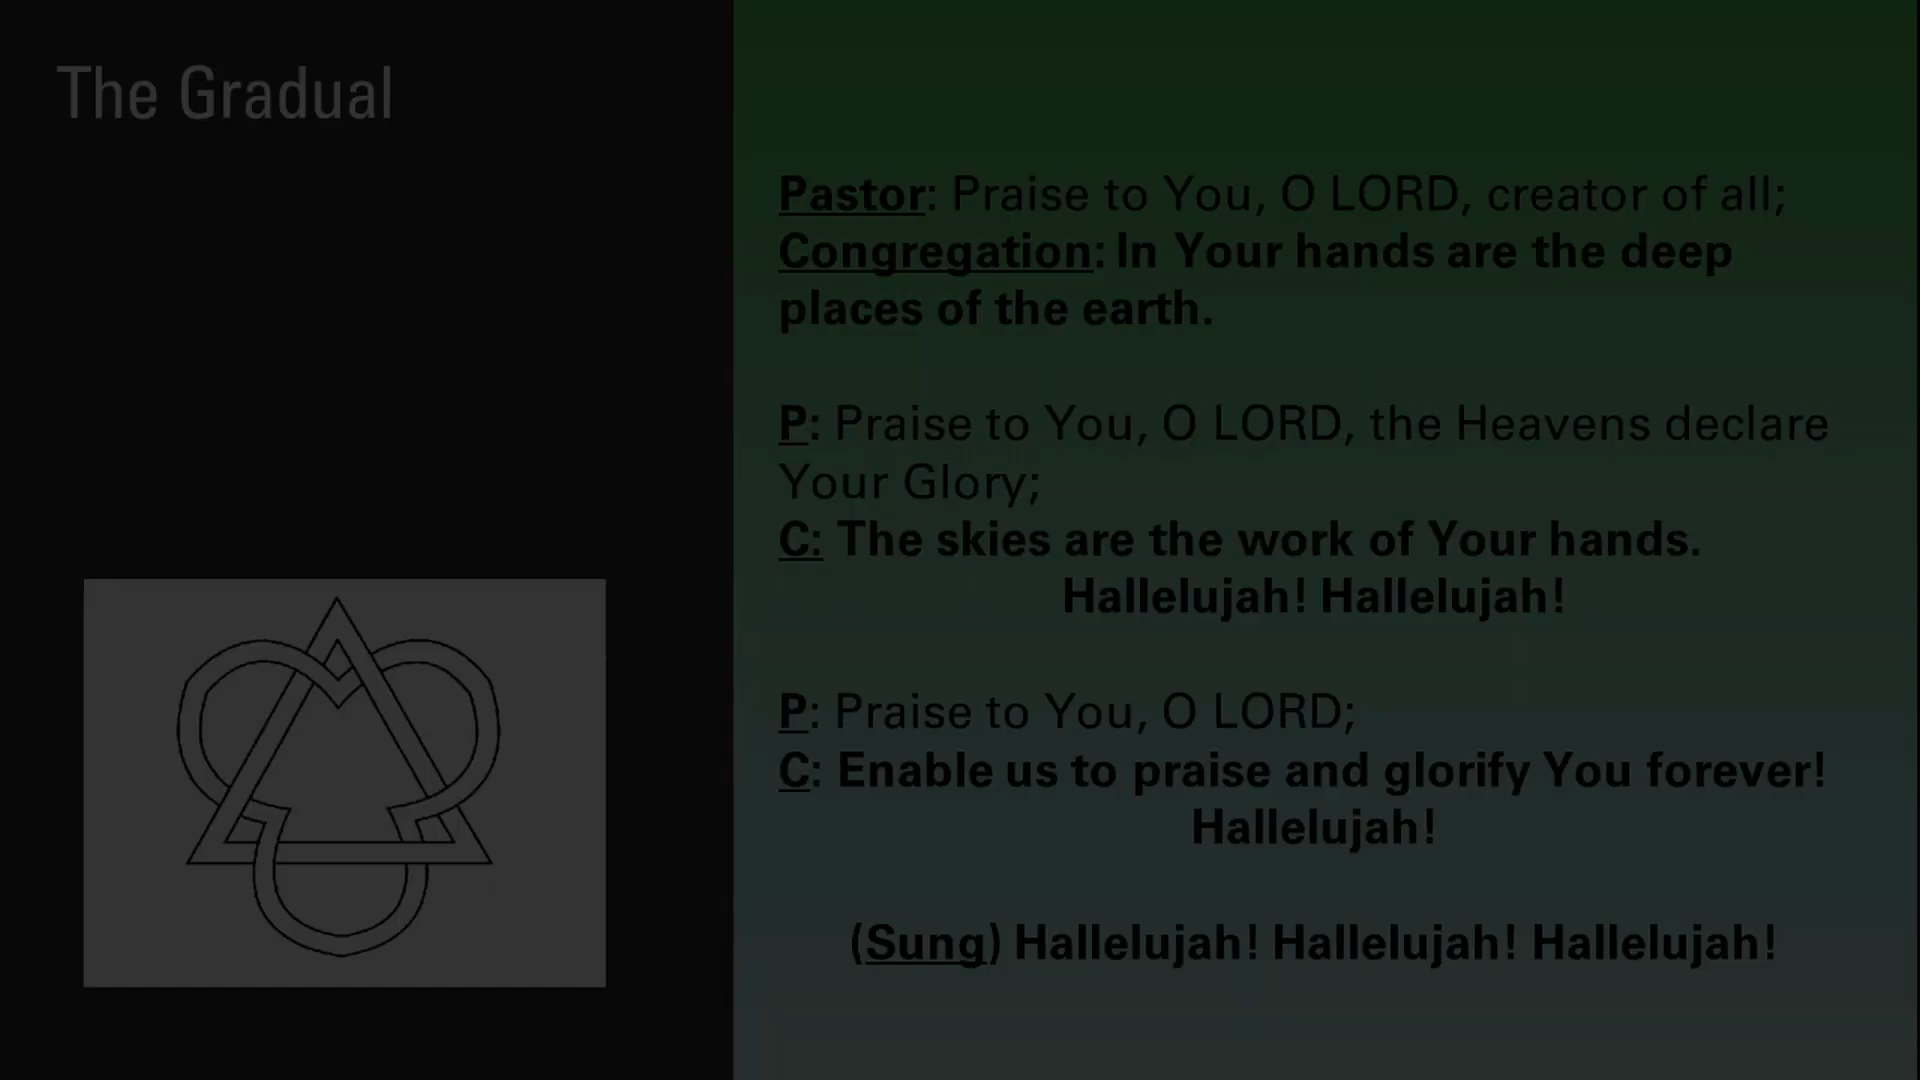 The Gradual
Pastor: Praise to You, O LORD, creator of all;
Congregation: In Your hands are the deep
places of the earth.
P: Praise to You, O LORD, the Heavens declare
Your Glory;
C: The skies are the work of Your hands.
Hallelujah! Hallelujah!
P: Praise to You, O LORD;
C: Enable us to praise and glorify You forever!
Hallelujah!
(Sung) Hallelujah! Hallelujah! Hallelujah!